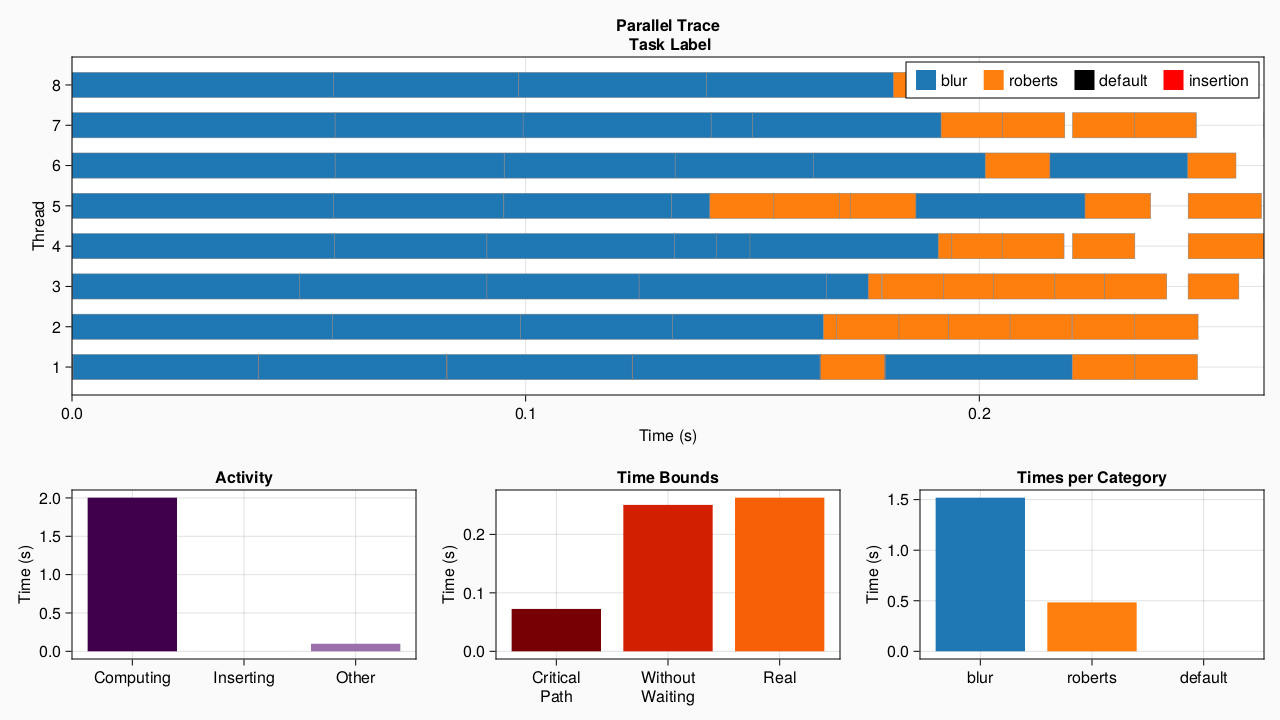 Parallel Trace
Task Label
blur roberts default insertion
Thread
8
7
6
5
4
3
2
1
0.0 0.1 0.2
Time (s)
Activity
Time (s)
2.0
1.5
1.0
0.5
0.0
Computing Inserting Other
Time Bounds
Time (s)
0.2
0.1
0.0
Critical Path Without Waiting Real
Times per Category
Time (s)
1.5
1.0
0.5
0.0
blur roberts default